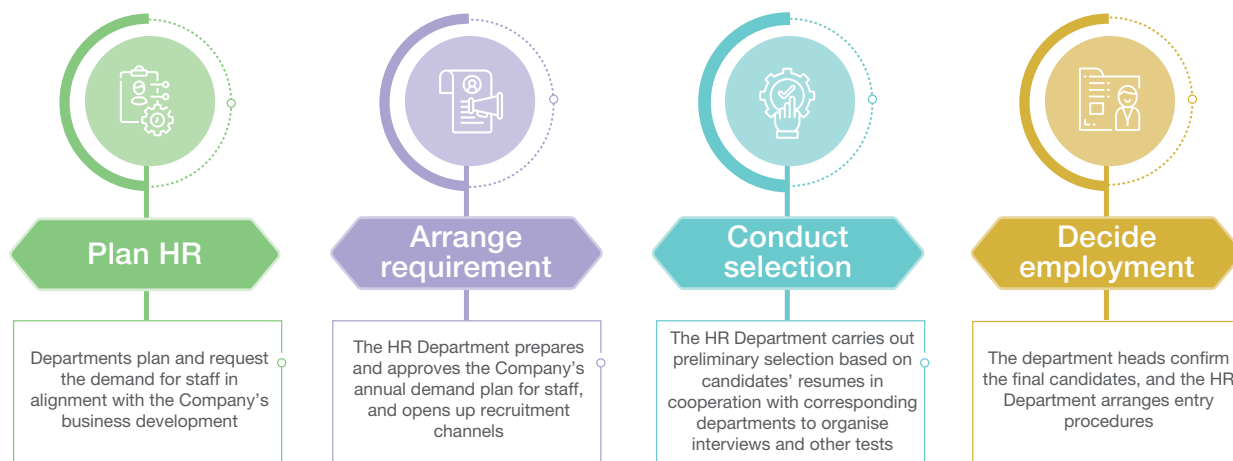 Plan HR
Departments plan and request
the demand for staff in
alignment with the Company's
business development
Arrange
requirement
The HR Department prepares
and approves the Company's
annual demand plan for staff,
and opens up recruitment
channels
Conduct
selection
The HR Department carries out
preliminary selection based on
candidates' resumes in
cooperation with corresponding
departments to organise
interviews and other tests
Decide
employment
The department heads confirm
the final candidates, and the HR
Department arranges entry
procedures